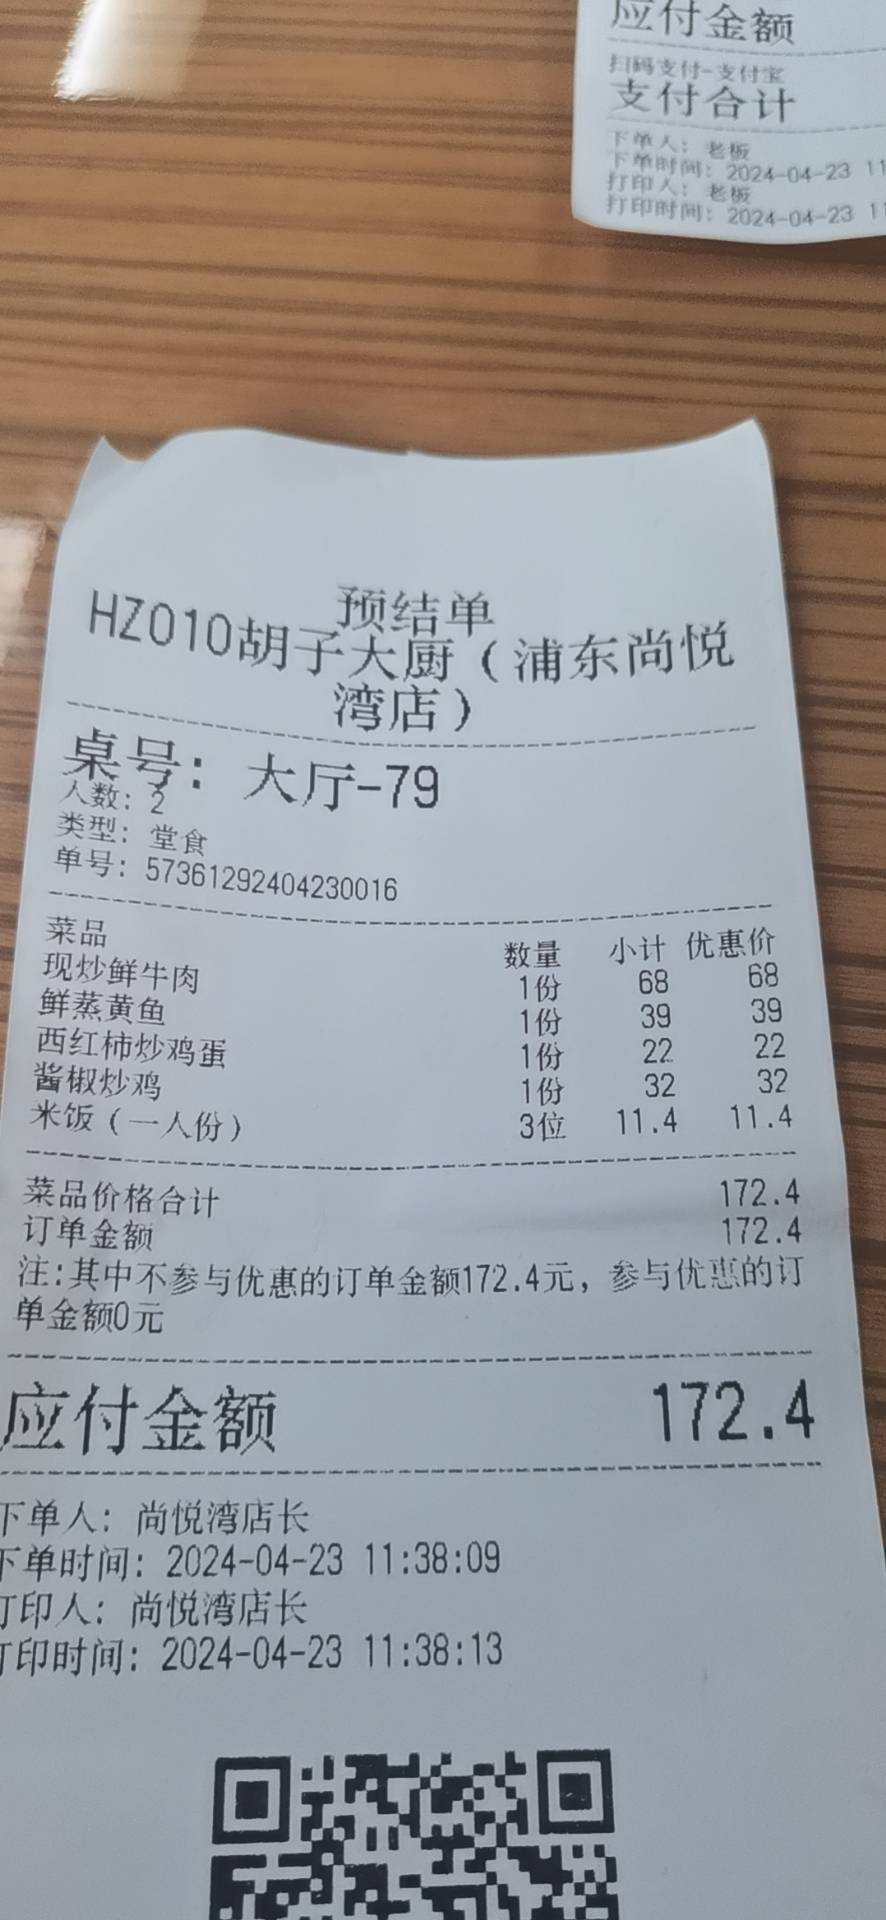 应付金额
扫码支付-支付宝
支付合计
下单人: 老板
下单时间: 2024-04-23 11
打印人: 老板
打印时间: 2024-04-23 11
预结单
HZ010胡子大厨（浦东尚悦
湾店）
桌号: 大厅-79
人数: 2
类型: 堂食
单号: 57361292404230016
菜品 数量 小计 优惠价
现炒鲜牛肉 1份 68 68
鲜蒸黄鱼 1份 39 39
西红柿炒鸡蛋 1份 22 22
酱椒炒鸡 1份 32 32
米饭（一人份） 3位 11.4 11.4
菜品价格合计 172.4
订单金额 172.4
注:其中不参与优惠的订单金额172.4元，参与优惠的订
单金额0元
应付金额 172.4
下单人: 尚悦湾店长
下单时间: 2024-04-23 11:38:09
打印人: 尚悦湾店长
打印时间: 2024-04-23 11:38:13